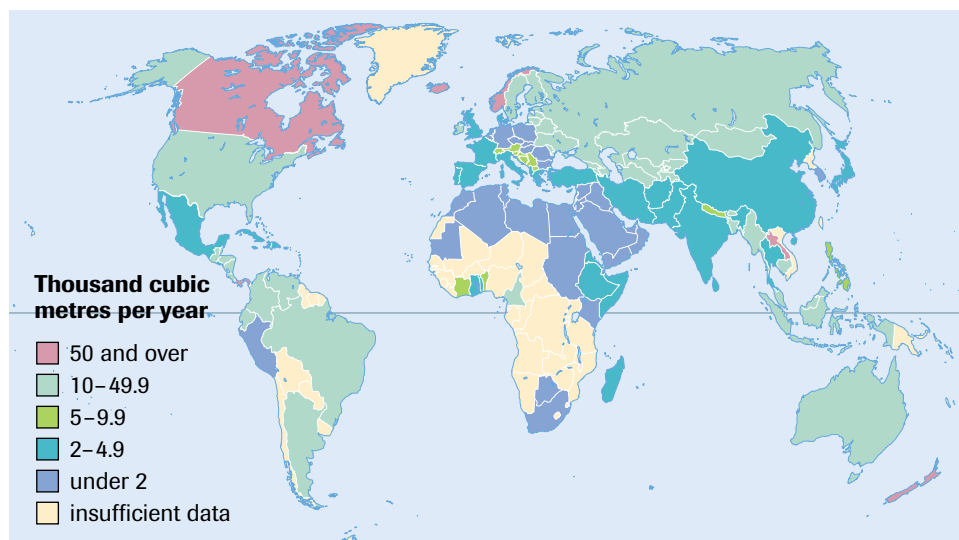 Thousand cubic
metres per year
50 and over
10–49.9
5–9.9
2–4.9
under 2
insufficient data